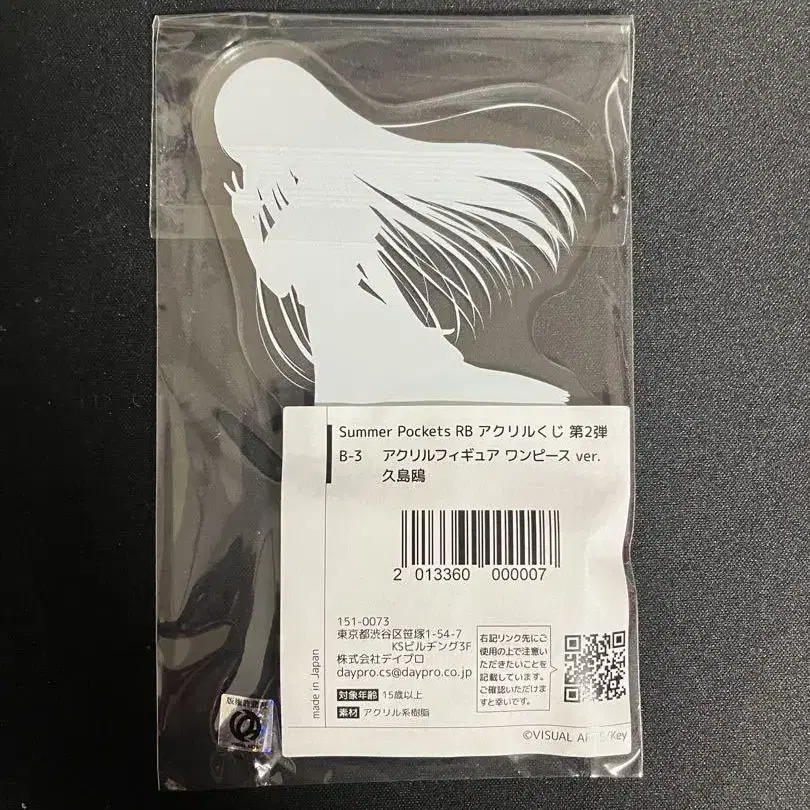 Summer Pockets RB アクリルくじ 第2弾
B-3 アクリルフィギュア ワンピース ver.
久島鴎
2 013360 000007
151-0073
東京都渋谷区笹塚1-54-7
KSビルヂング3F
株式会社デイプロ
daypro.cs@daypro.co.jp
対象年齢 15歳以上
素材 アクリル系樹脂
made in Japan
右記リンク先にご
使用の上で注意い
ただきたいことを
記載しています。
ご確認いただけま
すと幸いです。
©VISUAL ARTS/Key